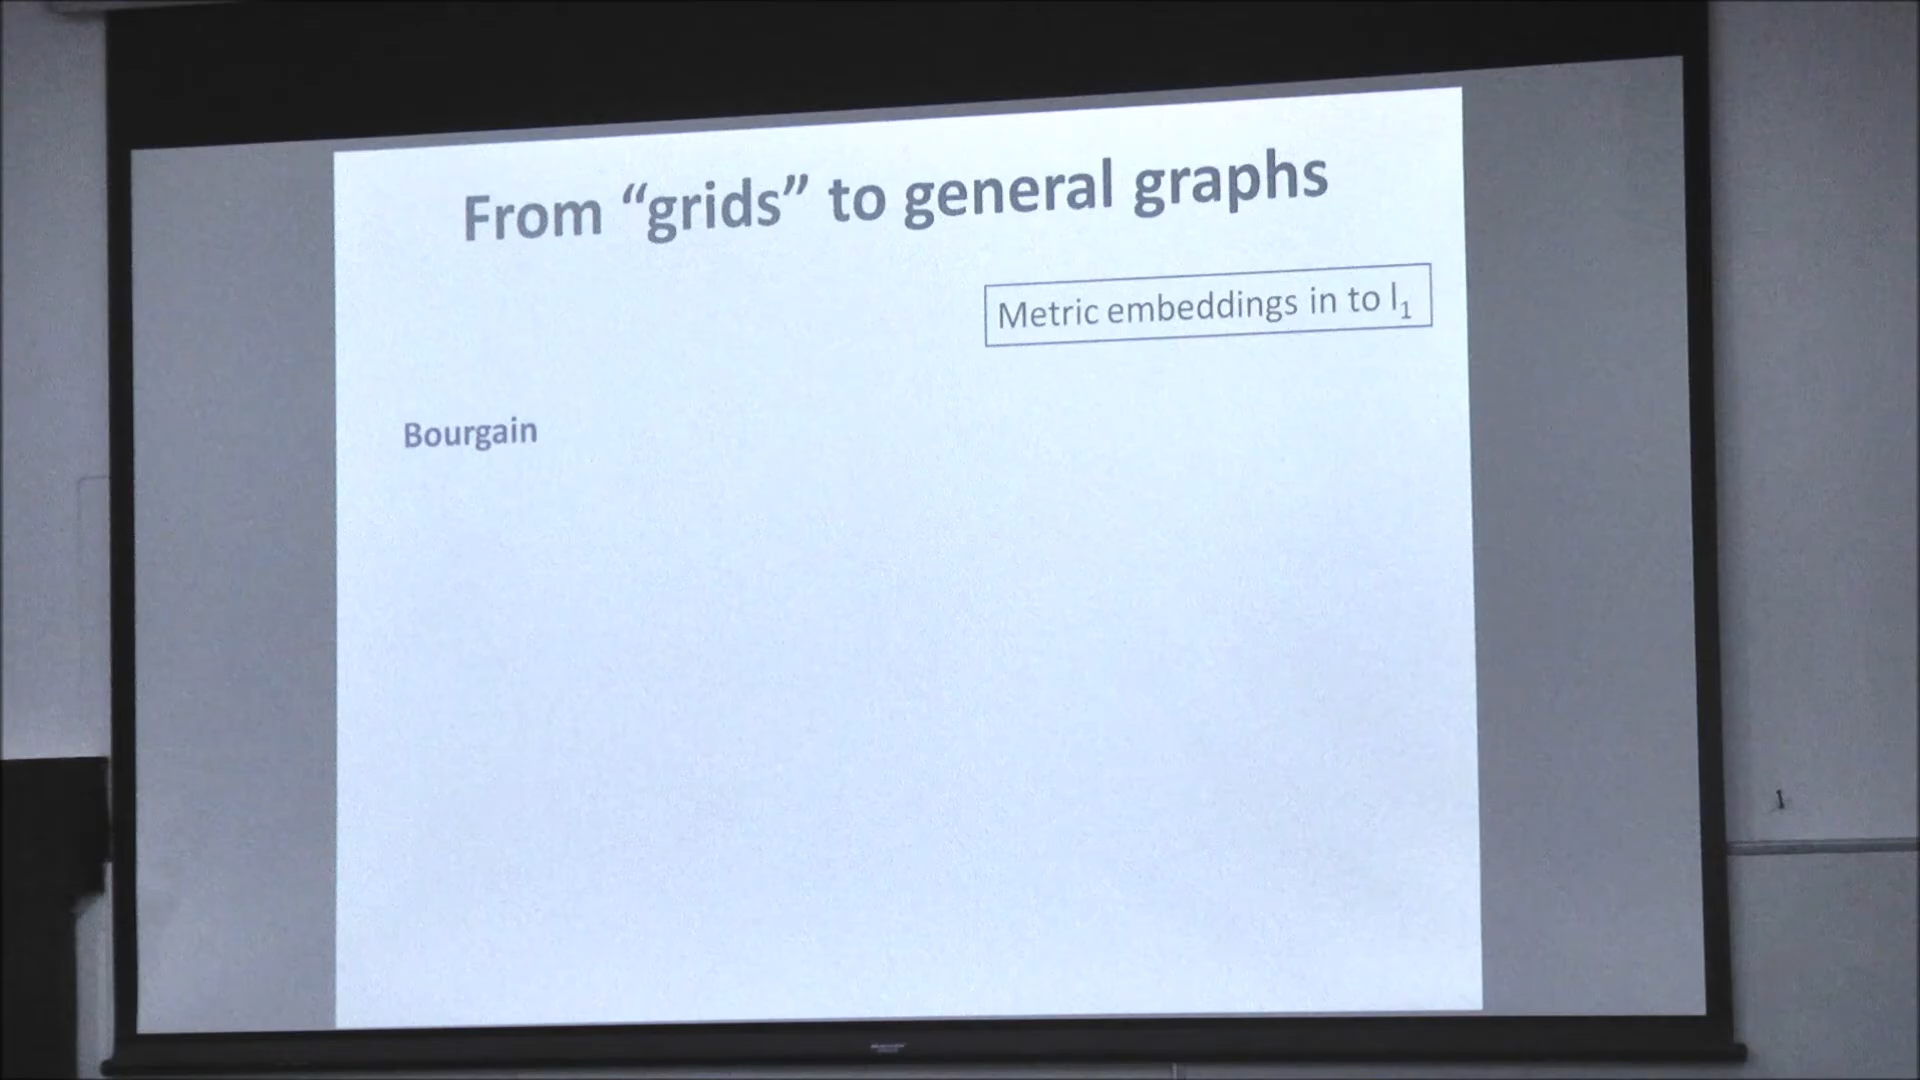 From “grids” to general graphs
Metric embeddings in to l₁
Bourgain